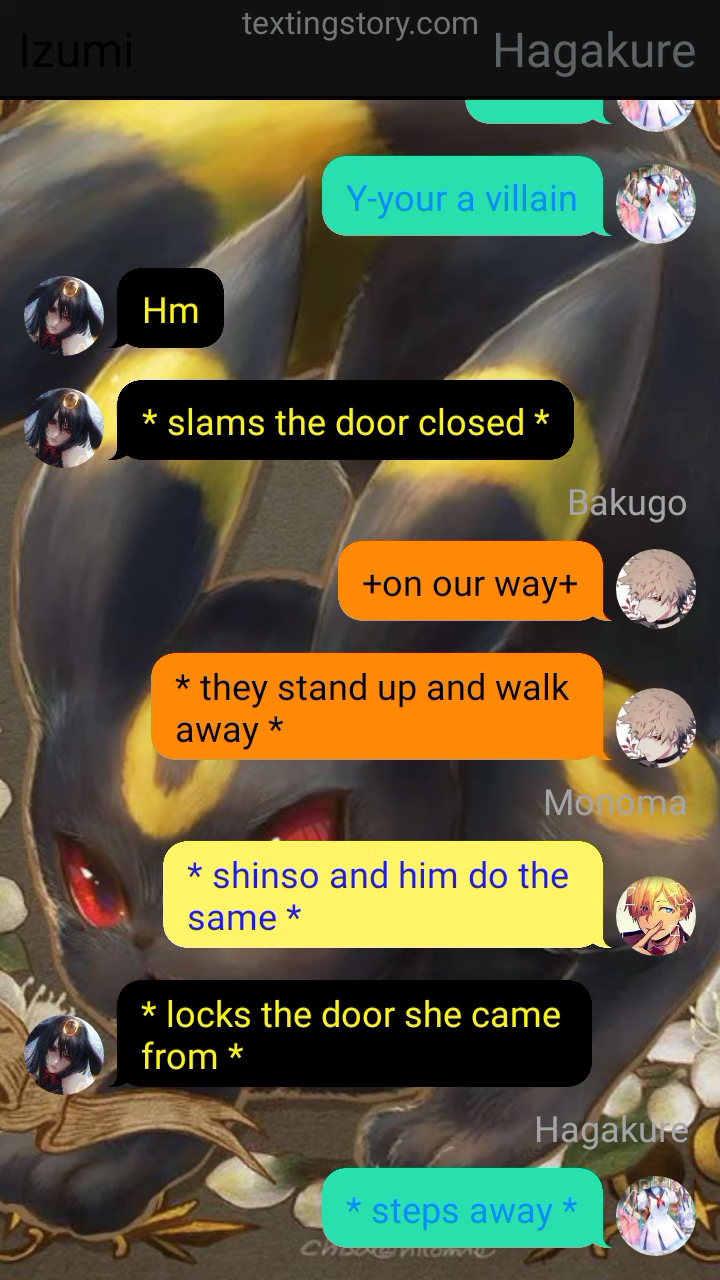 textingstory.com
Izumi
Hagakure
Y-your a villain
Hm
* slams the door closed *
Bakugo
+on our way+
* they stand up and walk
away *
Monoma
* shinso and him do the
same *
* locks the door she came
from *
Hagakure
* steps away *